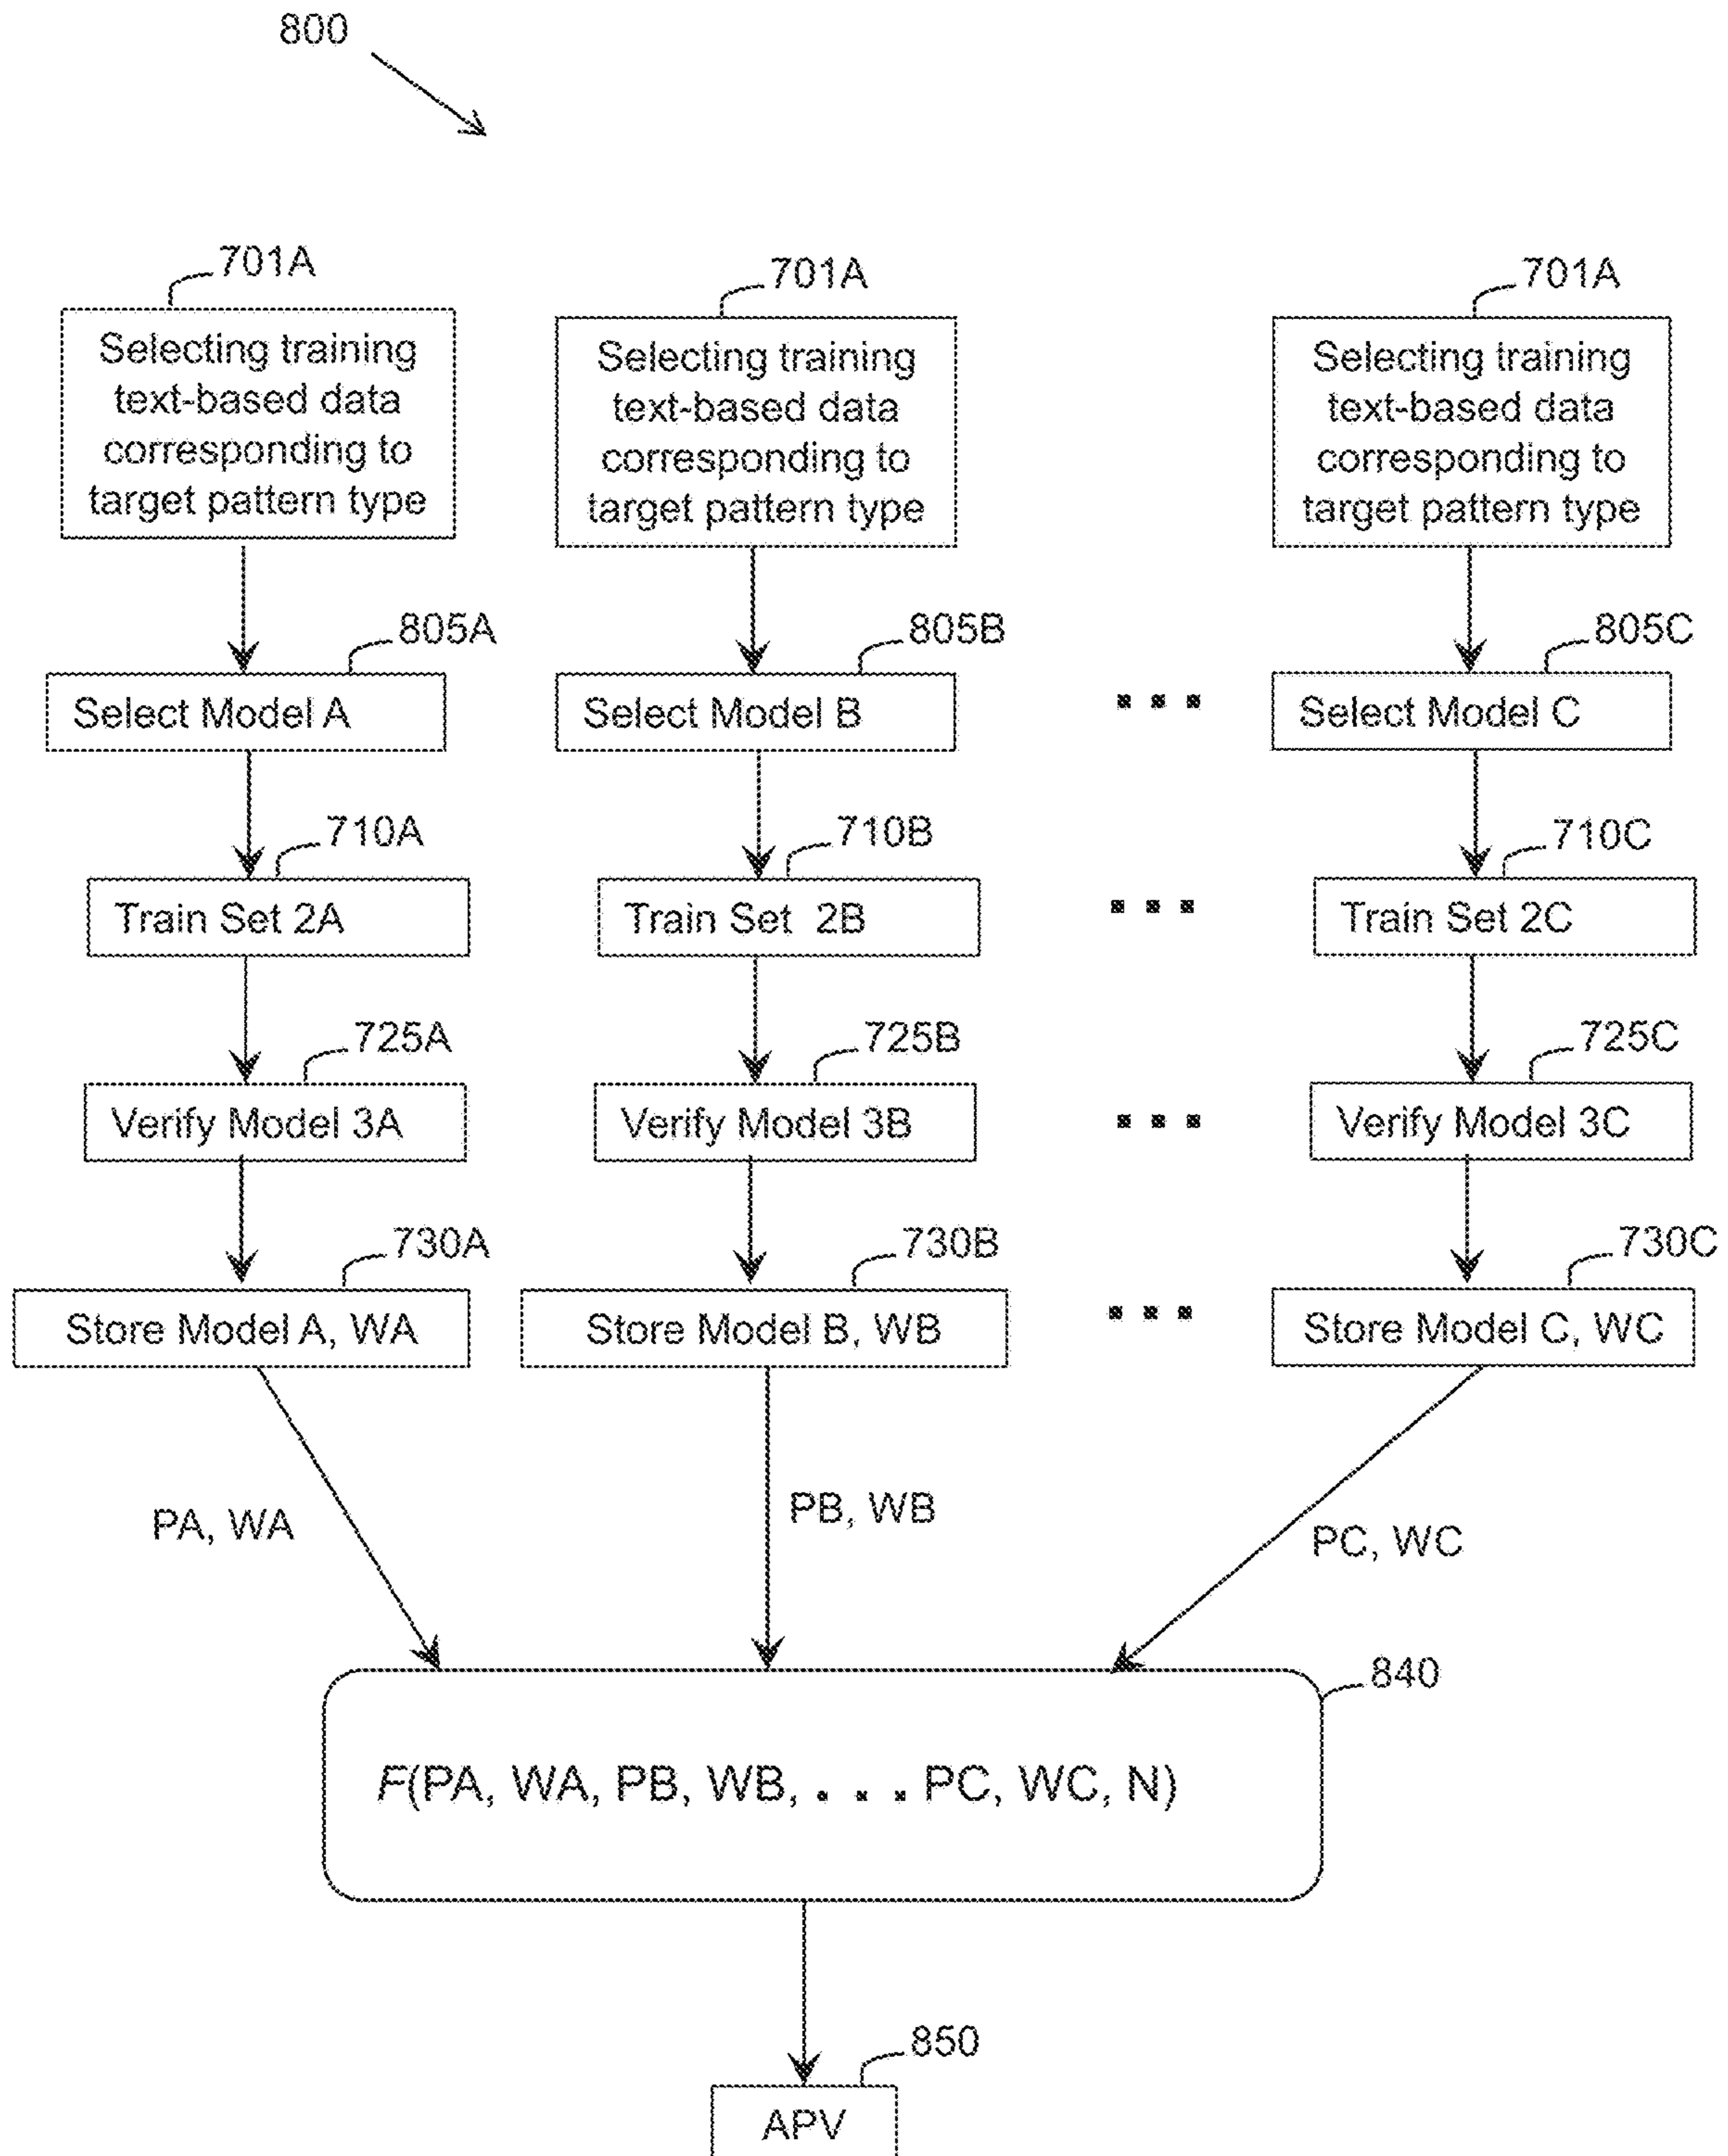 800
701A
701A
701A
Selecting training
text-based data
corresponding to
target pattern type
Selecting training
text-based data
corresponding to
target pattern type
Selecting training
text-based data
corresponding to
target pattern type
805A
805B
805C
Select Model A
Select Model B
. . .
Select Model C
710A
710B
710C
Train Set 2A
Train Set 2B
. . .
Train Set 2C
725A
725B
725C
Verify Model 3A
Verify Model 3B
. . .
Verify Model 3C
730A
730B
730C
Store Model A, WA
Store Model B, WB
. . .
Store Model C, WC
PA, WA
PB, WB
PC, WC
840
F(PA, WA, PB, WB, . . . PC, WC, N)
850
APV